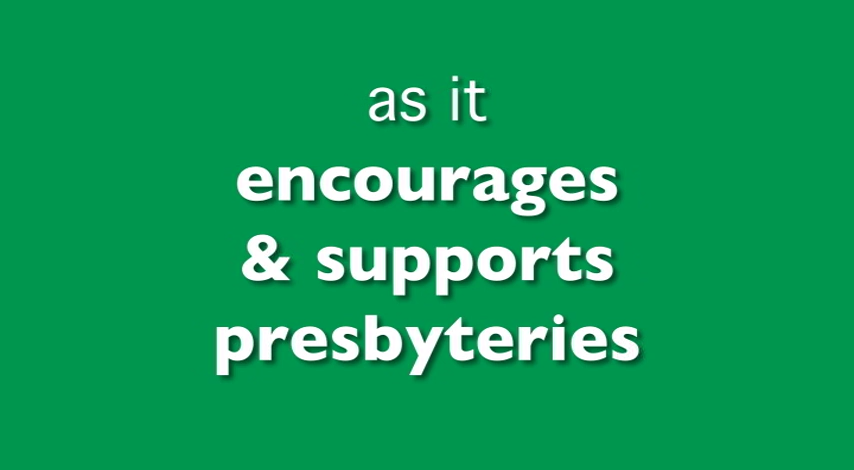 as it
encourages
& supports
presbyteries